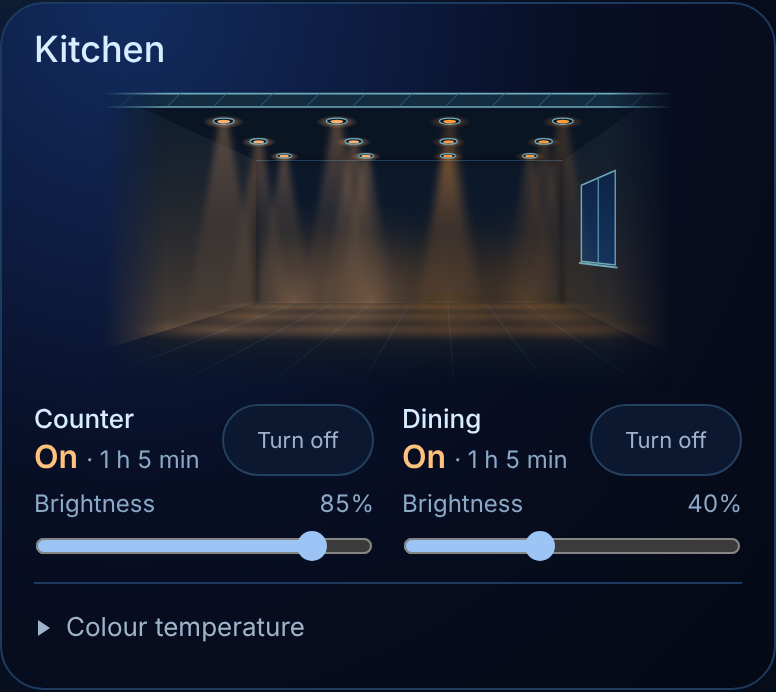 Kitchen
Counter
On · 1 h 5 min
Turn off
Brightness 85%
Dining
On · 1 h 5 min
Turn off
Brightness 40%
Colour temperature